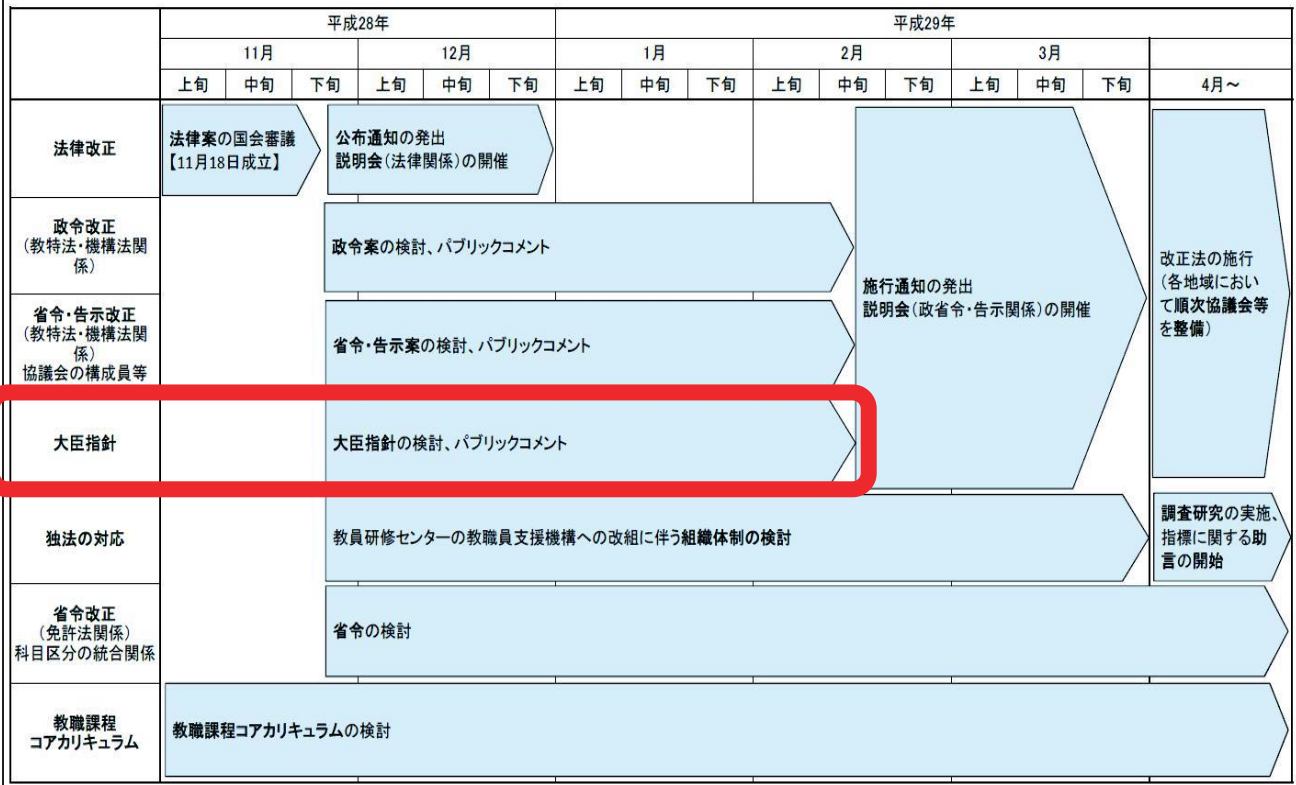 平成28年
平成29年
11月
12月
1月
2月
3月
上旬
中旬
下旬
上旬
中旬
下旬
上旬
中旬
下旬
上旬
中旬
下旬
上旬
中旬
下旬
4月~
法律改正
法律案の国会審議
【11月18日成立】
公布通知の発出
説明会(法律関係)の開催
政令改正
(教特法・機構法関
係)
政令案の検討、パブリックコメント
施行通知の発出
説明会(政省令・告示関係)の開催
改正法の施行
(各地域におい
て順次協議会等
を整備)
省令・告示改正
(教特法・機構法関
係)
協議会の構成員等
省令・告示案の検討、パブリックコメント
大臣指針
大臣指針の検討、パブリックコメント
独法の対応
教員研修センターの教職員支援機構への改組に伴う組織体制の検討
調査研究の実施、
指標に関する助
言の開始
省令改正
(免許法関係)
科目区分の統合関係
省令の検討
教職課程
コアカリキュラム
教職課程コアカリキュラムの検討